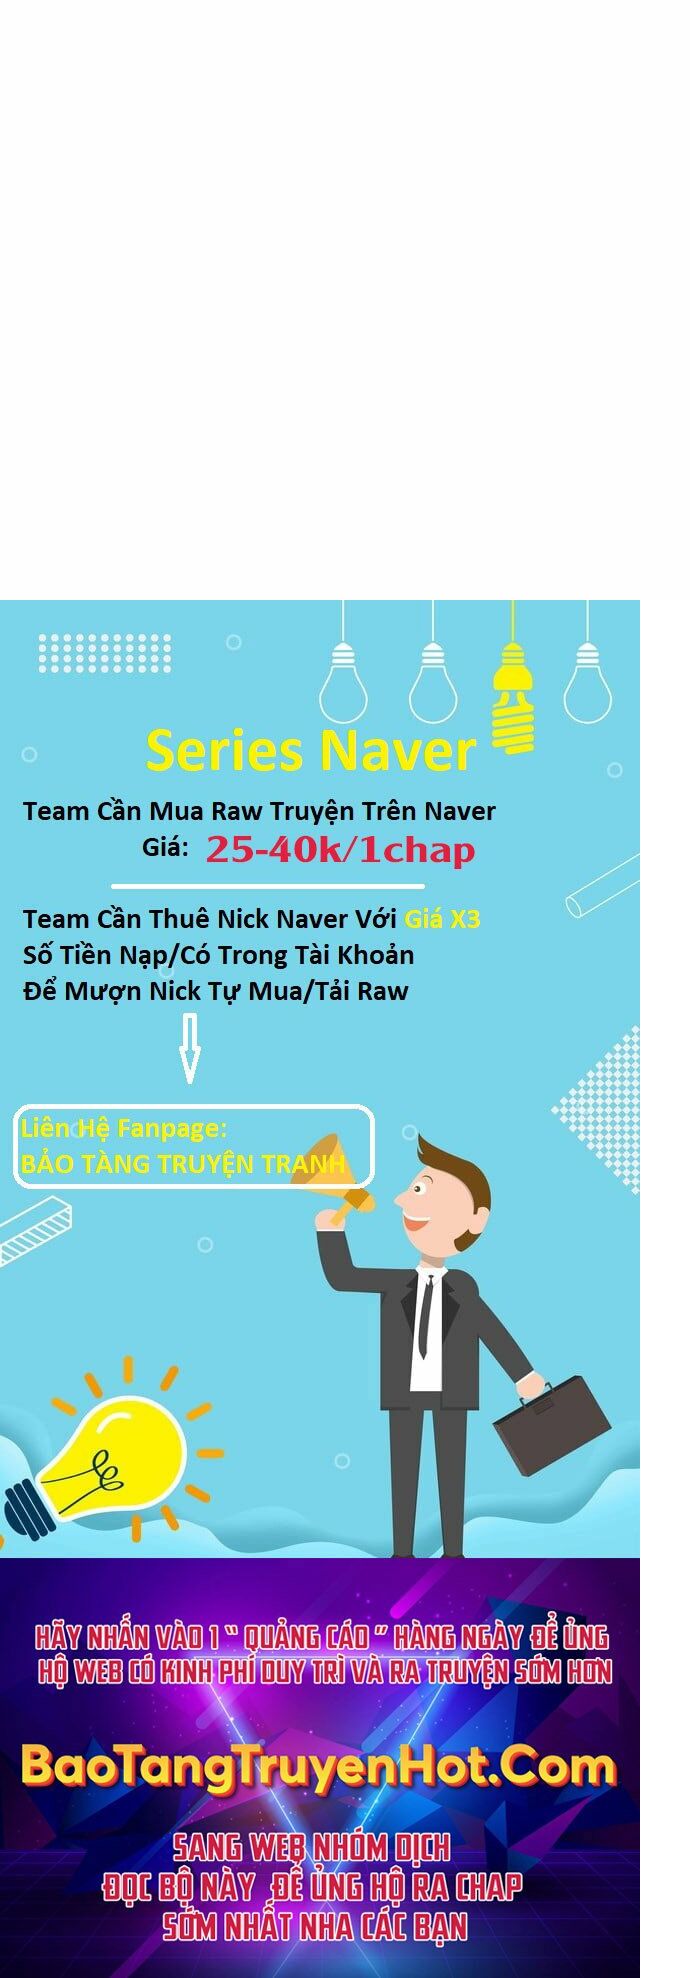 Series Naver
Team Cần Mua Raw Truyện Trên Naver
Giá: 25-40k/1chap
Team Cần Thuê Nick Naver Với Giá X3
Số Tiền Nạp/Có Trong Tài Khoản
Để Mượn Nick Tự Mua/Tải Raw
Liên Hệ Fanpage:
BẢO TÀNG TRUYỆN TRANH
HÃY NHẤN VÀO 1 “ QUẢNG CÁO ” HÀNG NGÀY ĐỂ ỦNG
HỘ WEB CÓ KINH PHÍ DUY TRÌ VÀ RA TRUYỆN SỚM HƠN
BaoTangTruyenHot.Com
SANG WEB NHÓM DỊCH
ĐỌC BỘ NÀY ĐỂ ỦNG HỘ RA CHAP
SỚM NHẤT NHA CÁC BẠN